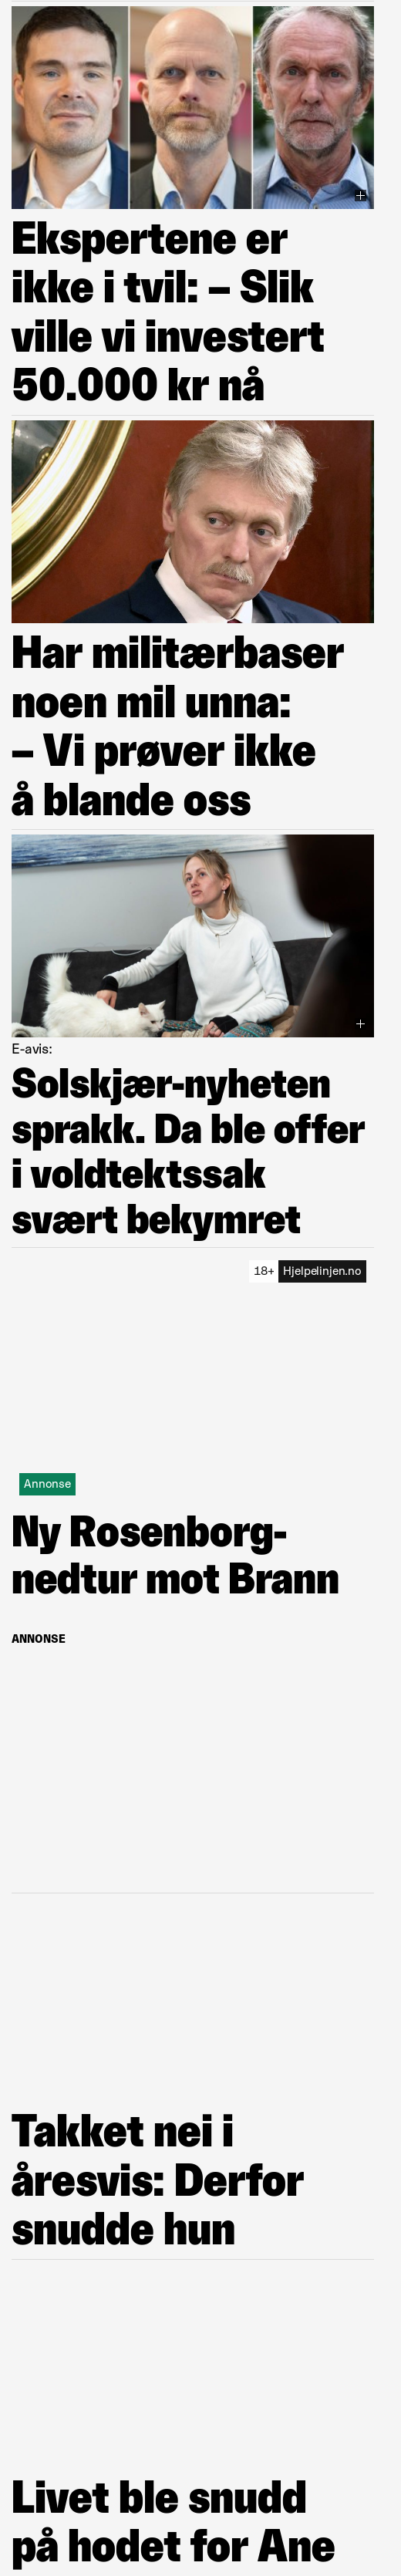 Ekspertene er
ikke i tvil: – Slik
ville vi investert
50.000 kr nå
Har militærbaser
noen mil unna:
– Vi prøver ikke
å blande oss
E-avis:
Solskjær-nyheten
sprakk. Da ble offer
i voldtektssak
svært bekymret
18+ Hjelpelinjen.no
Annonse
Ny Rosenborg-
nedtur mot Brann
ANNONSE
Takket nei i
åresvis: Derfor
snudde hun
Livet ble snudd
på hodet for Ane